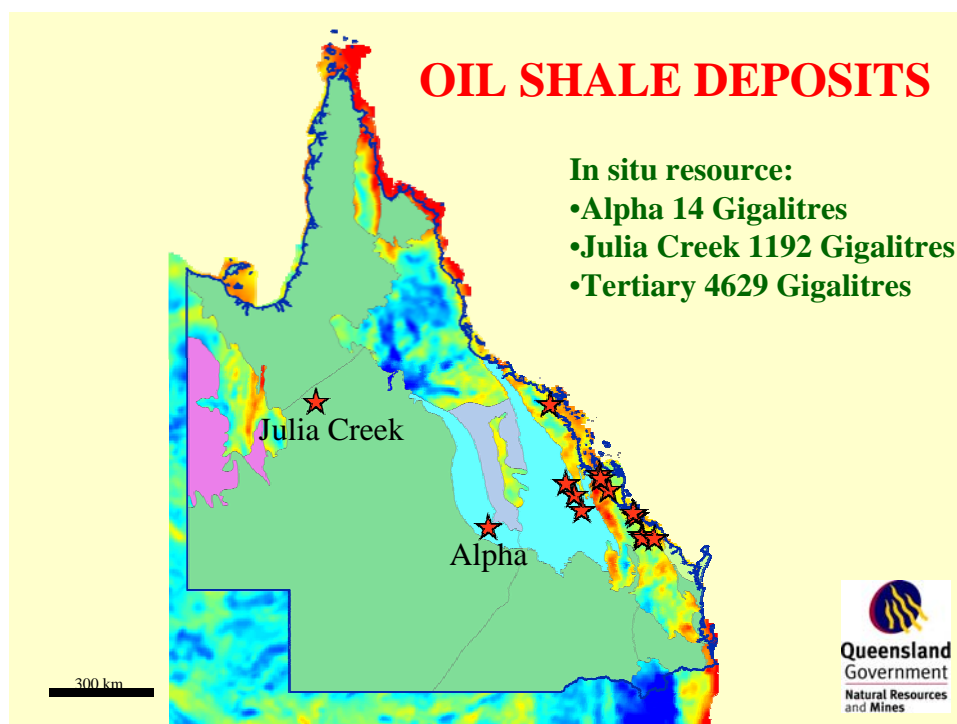 OIL SHALE DEPOSITS
In situ resource:
•Alpha 14 Gigalitres
•Julia Creek 1192 Gigalitres
•Tertiary 4629 Gigalitres
Julia Creek
Alpha
300 km
Queensland
Government
Natural Resources
and Mines